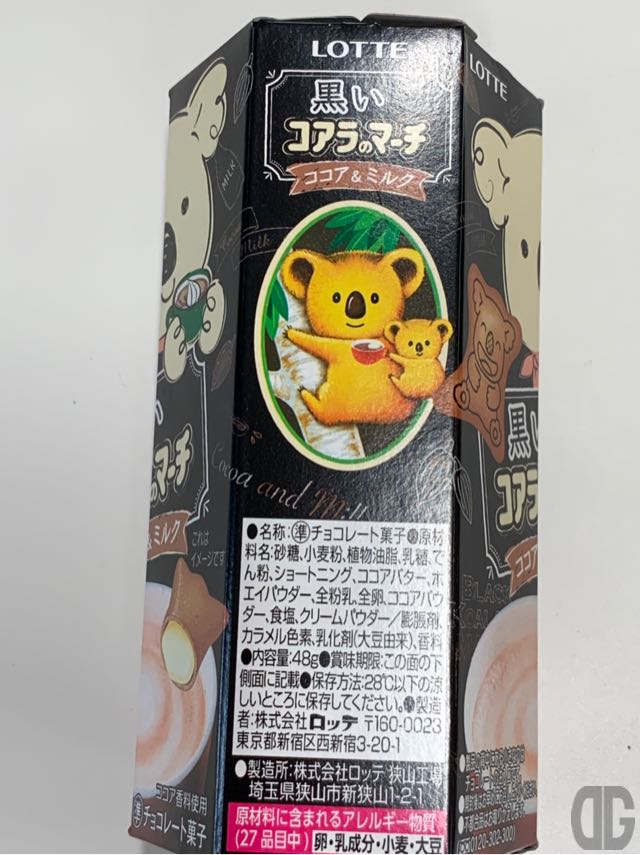 LOTTE
黒い
コアラのマーチ
ココア&ミルク
Cocoa and Milk
●名称:㊟チョコレート菓子●原材
料名:砂糖、小麦粉、植物油脂、乳糖、でん
粉、ショートニング、ココアバター、ホ
エイパウダー、全粉乳、全卵、ココアパウ
ダー、食塩、クリームパウダー/膨脹剤、
カラメル色素、乳化剤(大豆由来)、香料
●内容量:48g●賞味期限:この面の下
側面に記載●保存方法:28℃以下の涼
しいところに保存してください。●製造
者:株式会社ロッテ 〒160-0023
東京都新宿区西新宿3-20-1
●製造所:株式会社ロッテ 狭山工場
埼玉県狭山市新狭山1-2-1
原材料に含まれるアレルギー物質
(27品目中) 卵・乳成分・小麦・大豆
MILK
Milk
い
のマーチ
&ミルク
これは
イメージです
ココア香料使用
準チョコレート菓子
LOTTE
黒い
コアラ
ココア
(0120-302-300)
DG